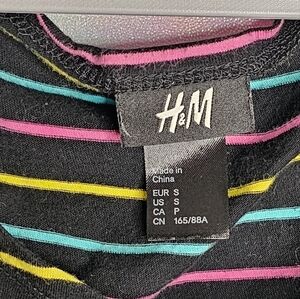 H&M
Made in
China
EUR S
US S
CA P
CN 165/88A